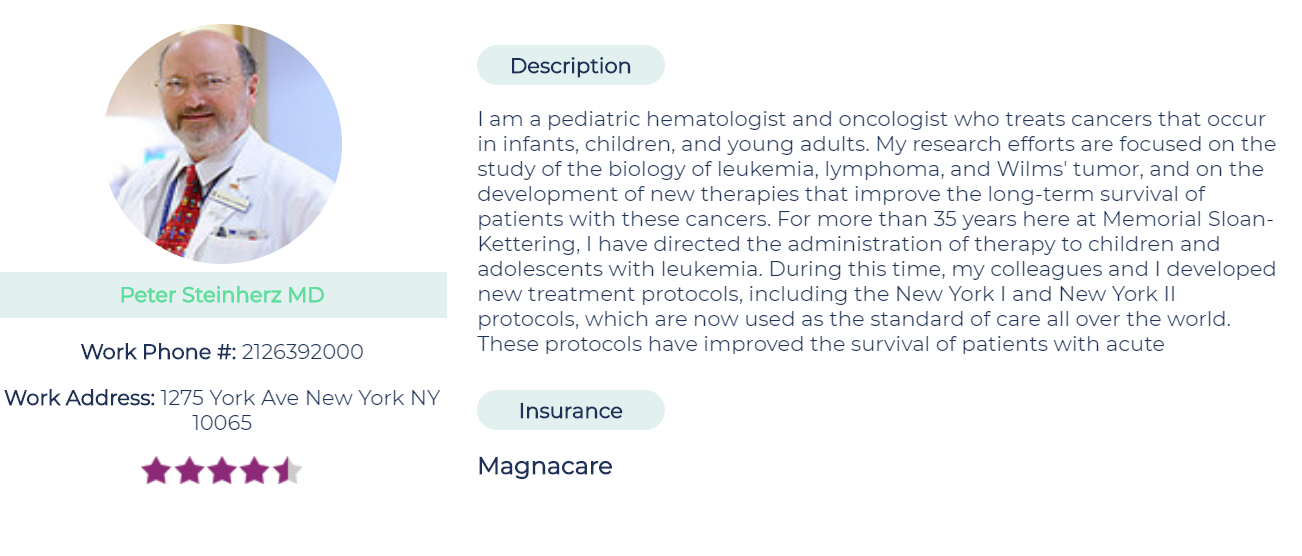 Peter Steinherz MD
Work Phone #: 2126392000
Work Address: 1275 York Ave New York NY
10065
Description
I am a pediatric hematologist and oncologist who treats cancers that occur
in infants, children, and young adults. My research efforts are focused on the
study of the biology of leukemia, lymphoma, and Wilms' tumor, and on the
development of new therapies that improve the long-term survival of
patients with these cancers. For more than 35 years here at Memorial Sloan-
Kettering, I have directed the administration of therapy to children and
adolescents with leukemia. During this time, my colleagues and I developed
new treatment protocols, including the New York I and New York II
protocols, which are now used as the standard of care all over the world.
These protocols have improved the survival of patients with acute
Insurance
Magnacare